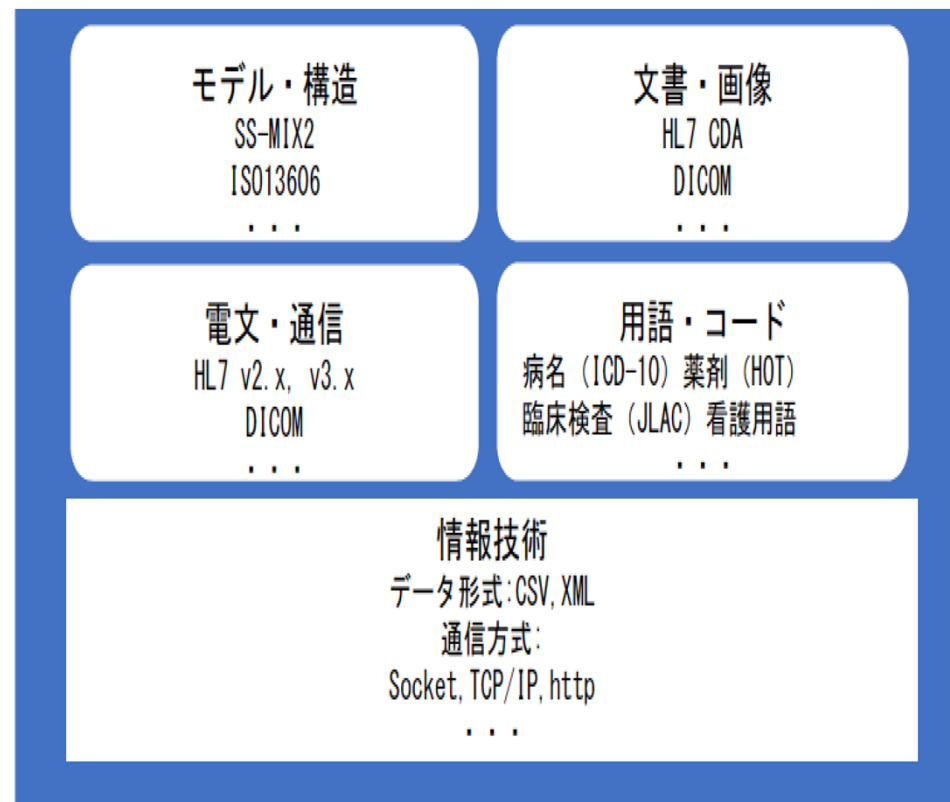 モデル・構造
SS-MIX2
ISO13606
・・・
文書・画像
HL7 CDA
DICOM
・・・
電文・通信
HL7 v2.x, v3.x
DICOM
・・・
用語・コード
病名（ICD-10）薬剤（HOT）
臨床検査（JLAC）看護用語
・・・
情報技術
データ形式:CSV,XML
通信方式:
Socket,TCP/IP,http
・・・